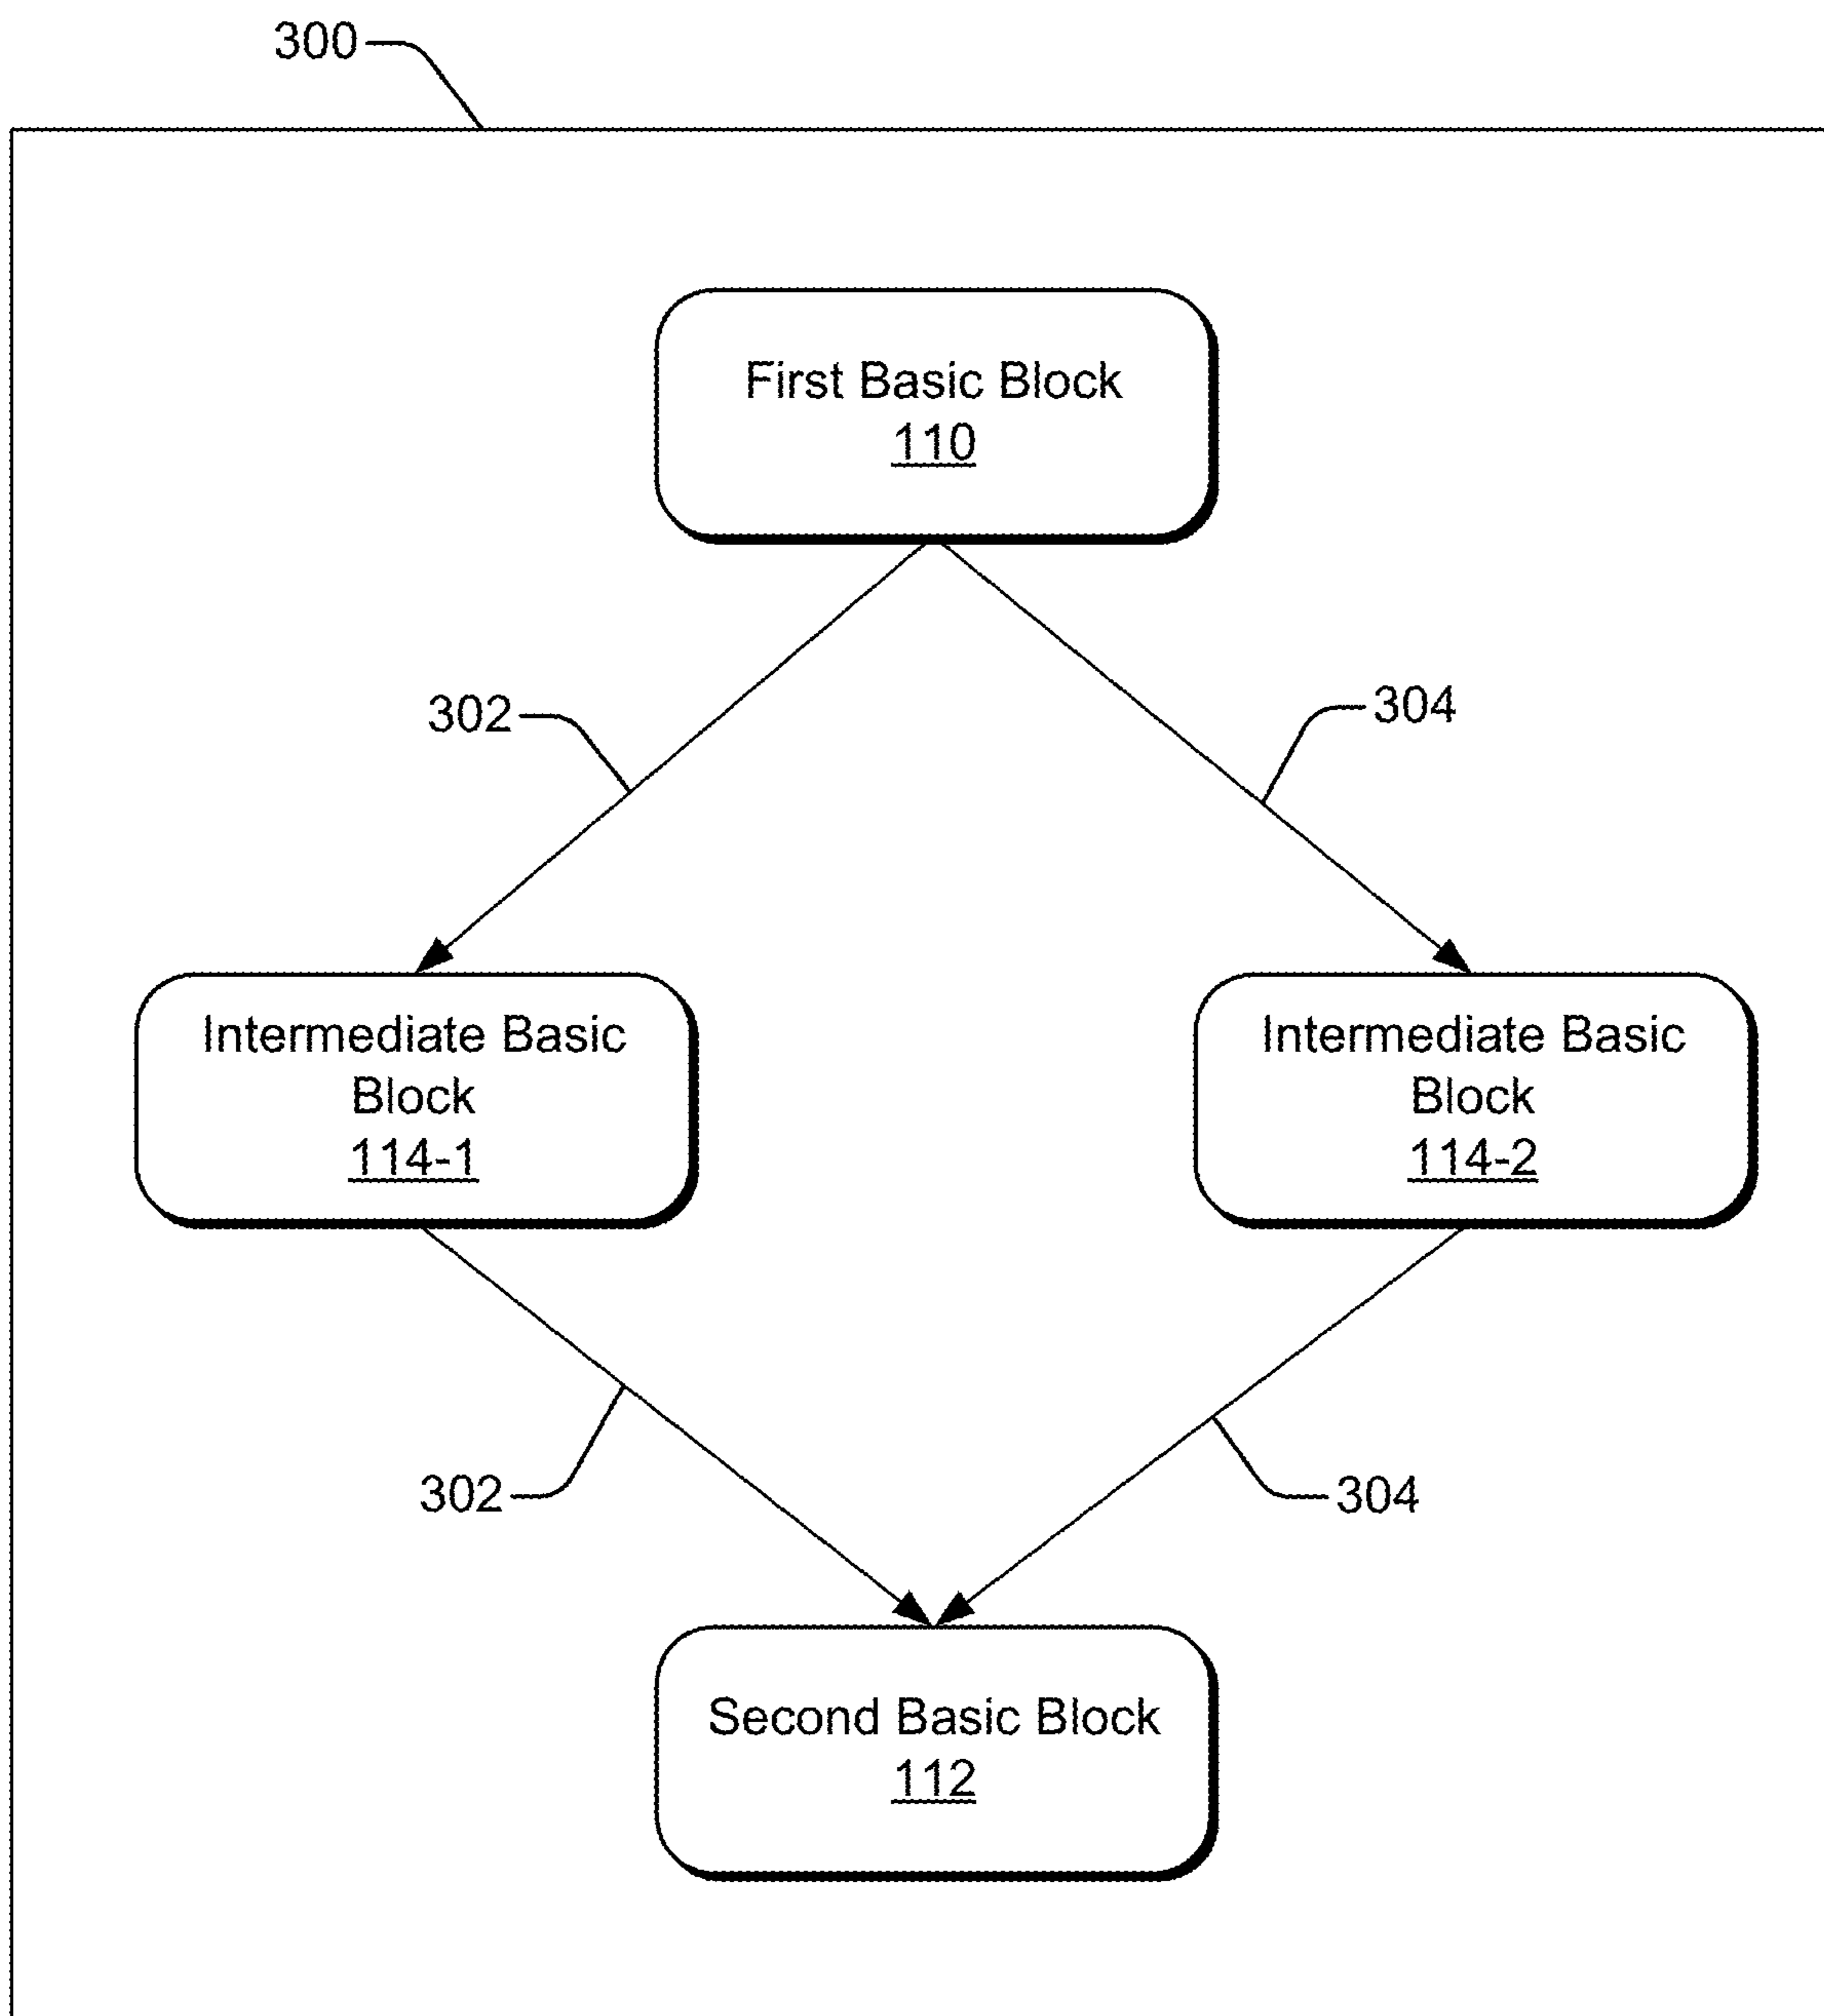 300
First Basic Block
110
302
304
Intermediate Basic
Block
114-1
Intermediate Basic
Block
114-2
302
304
Second Basic Block
112